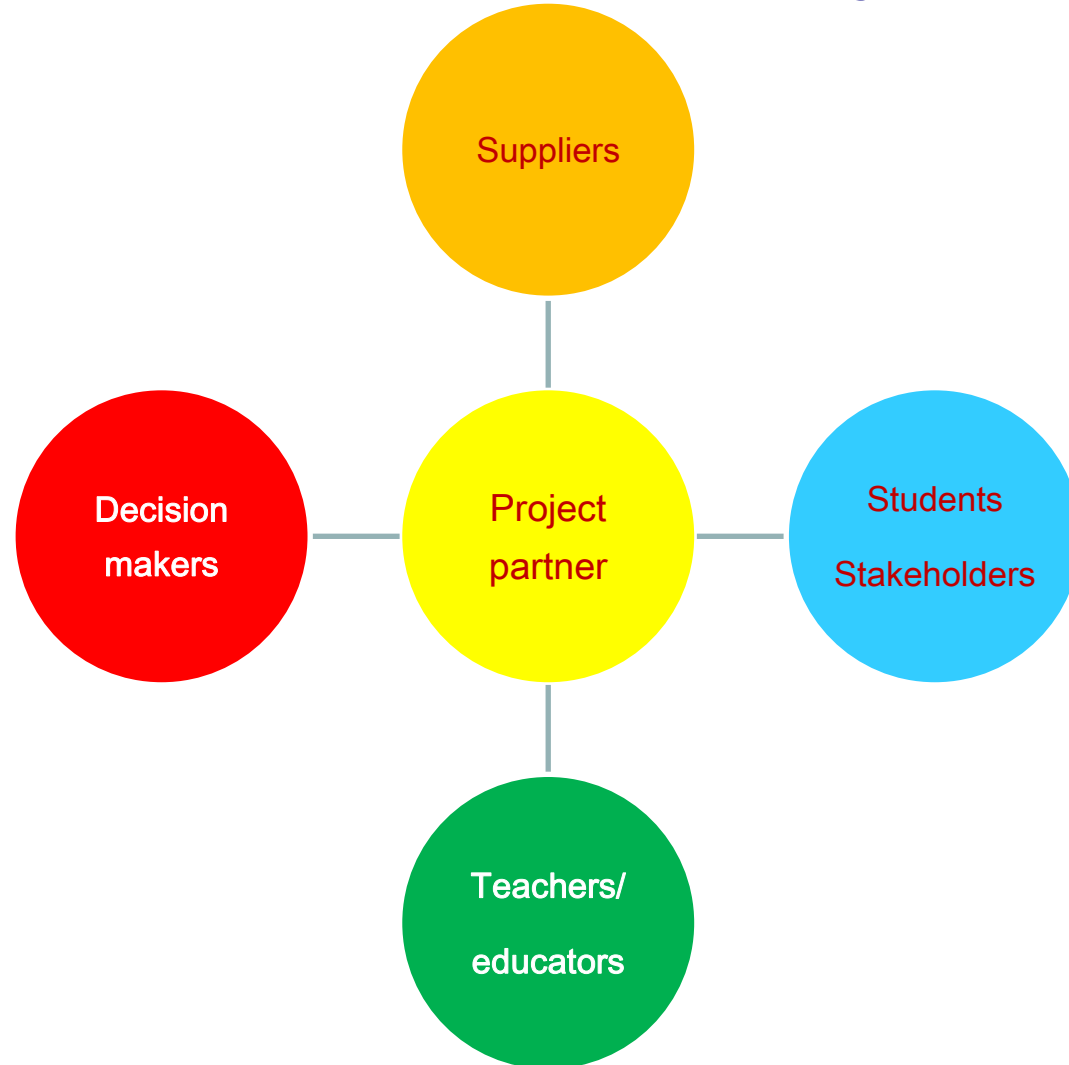 Suppliers
Decision
makers
Project
partner
Students
Stakeholders
Teachers/
educators